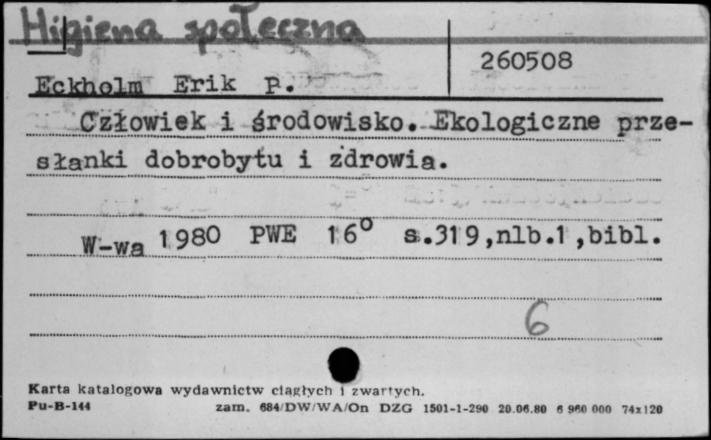 Higiena społeczna
260508
Eckholm Erik P.
Człowiek i środowisko. Ekologiczne prze-
słanki dobrobytu i zdrowia.
W-wa 1980 PWE 16° s.319,nlb.1,bibl.
6
Karta katalogowa wydawnictw ciągłych i zwartych.
Pu-B-144 zam. 684/DW/WA/On DZG 1501-1-290 20.06.80 6 960 000 74x120